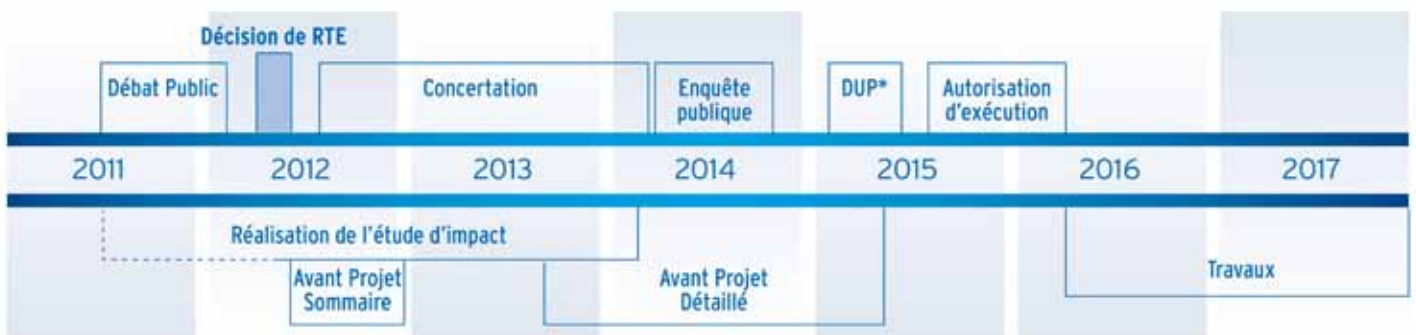 Décision de RTE
Débat Public
Concertation
Enquête
publique
DUP*
Autorisation
d'exécution
2011
2012
2013
2014
2015
2016
2017
Réalisation de l'étude d'impact
Avant Projet
Sommaire
Avant Projet
Détaillé
Travaux